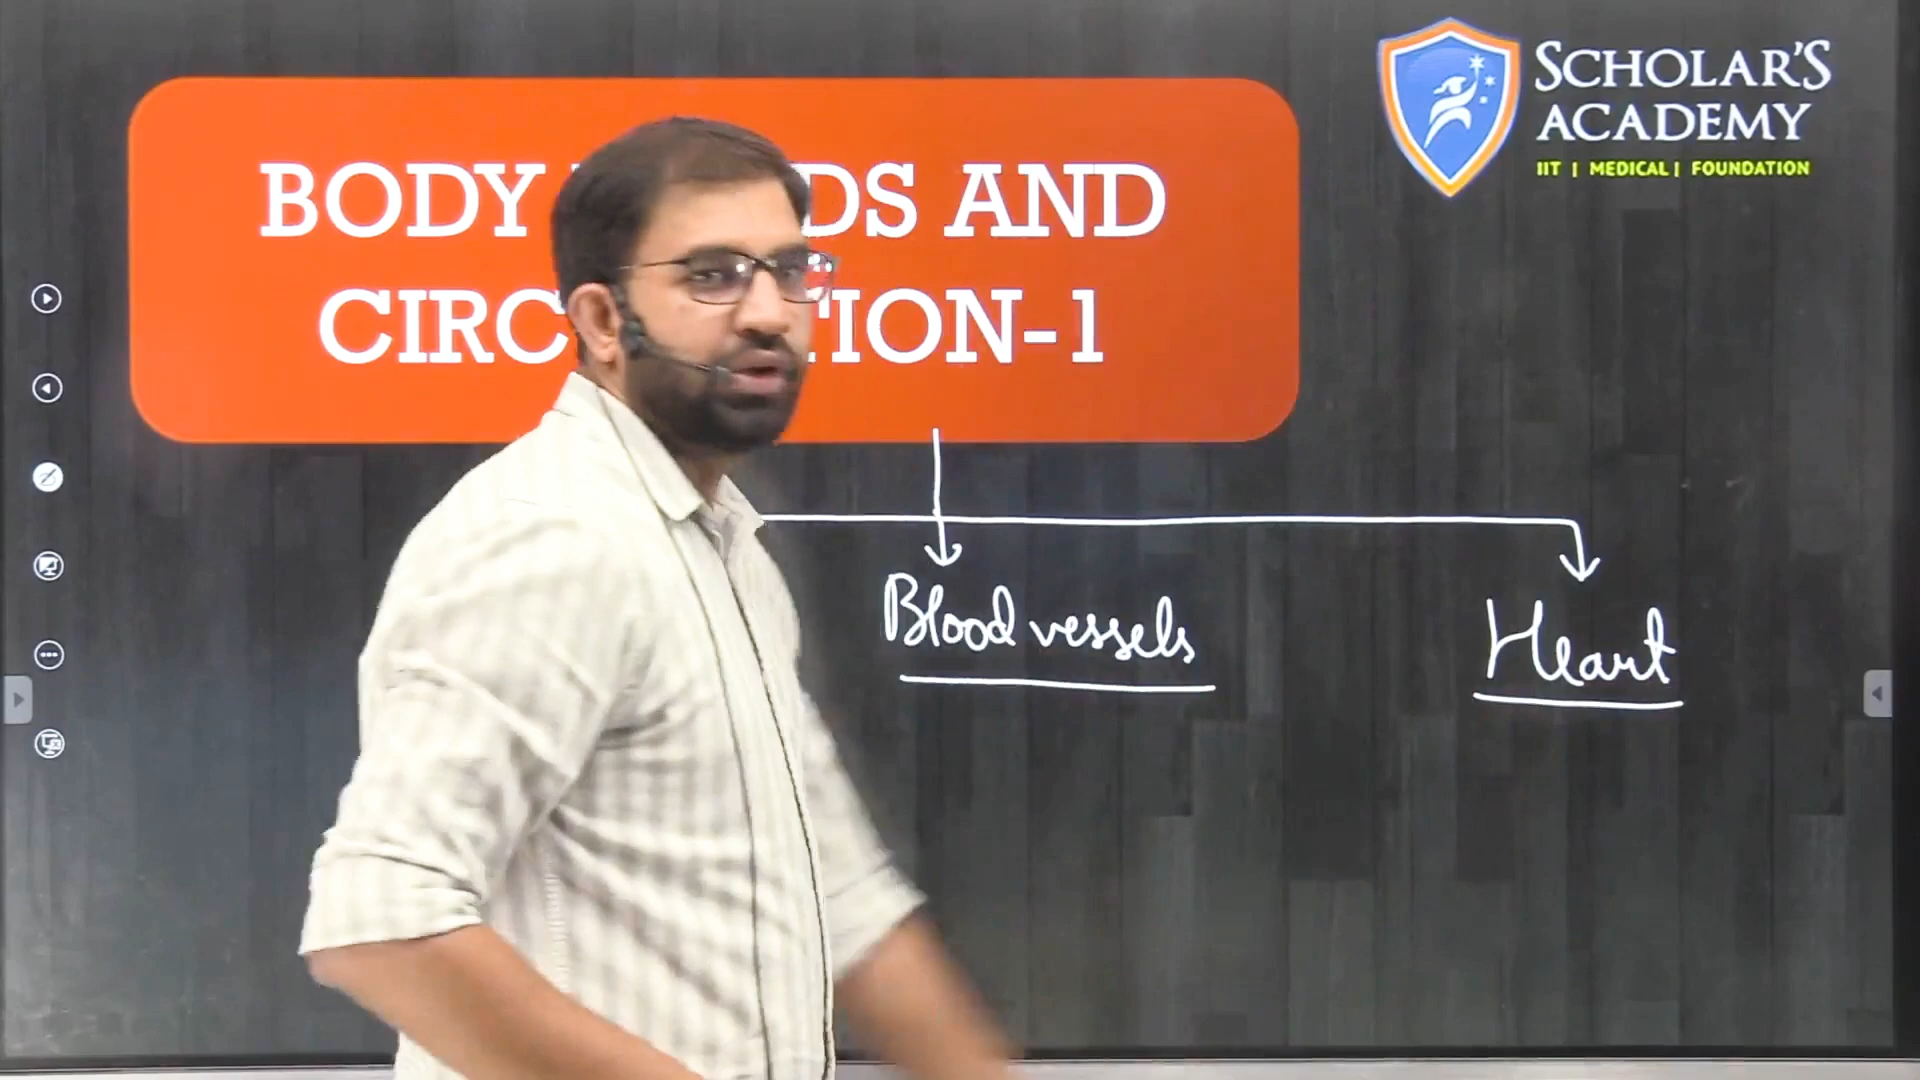 SCHOLAR'S
ACADEMY
IIT | MEDICAL | FOUNDATION
BODY DS AND
CIRC TION-1
Blood vessels
Heart